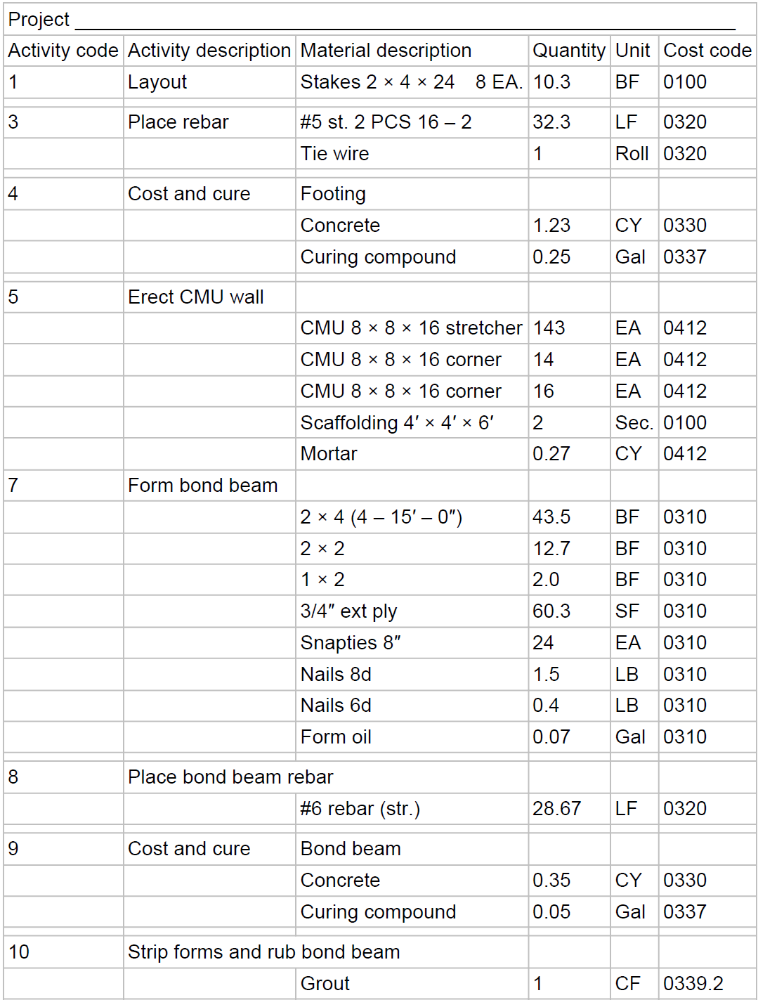 Project
Activity code Activity description Material description Quantity Unit Cost code
1 Layout Stakes 2 × 4 × 24 8 EA. 10.3 BF 0100
3 Place rebar #5 st. 2 PCS 16 – 2 32.3 LF 0320
Tie wire 1 Roll 0320
4 Cost and cure Footing
Concrete 1.23 CY 0330
Curing compound 0.25 Gal 0337
5 Erect CMU wall
CMU 8 × 8 × 16 stretcher 143 EA 0412
CMU 8 × 8 × 16 corner 14 EA 0412
CMU 8 × 8 × 16 corner 16 EA 0412
Scaffolding 4′ × 4′ × 6′ 2 Sec. 0100
Mortar 0.27 CY 0412
7 Form bond beam
2 × 4 (4 – 15′ – 0″) 43.5 BF 0310
2 × 2 12.7 BF 0310
1 × 2 2.0 BF 0310
3/4″ ext ply 60.3 SF 0310
Snapties 8″ 24 EA 0310
Nails 8d 1.5 LB 0310
Nails 6d 0.4 LB 0310
Form oil 0.07 Gal 0310
8 Place bond beam rebar
#6 rebar (str.) 28.67 LF 0320
9 Cost and cure Bond beam
Concrete 0.35 CY 0330
Curing compound 0.05 Gal 0337
10 Strip forms and rub bond beam
Grout 1 CF 0339.2